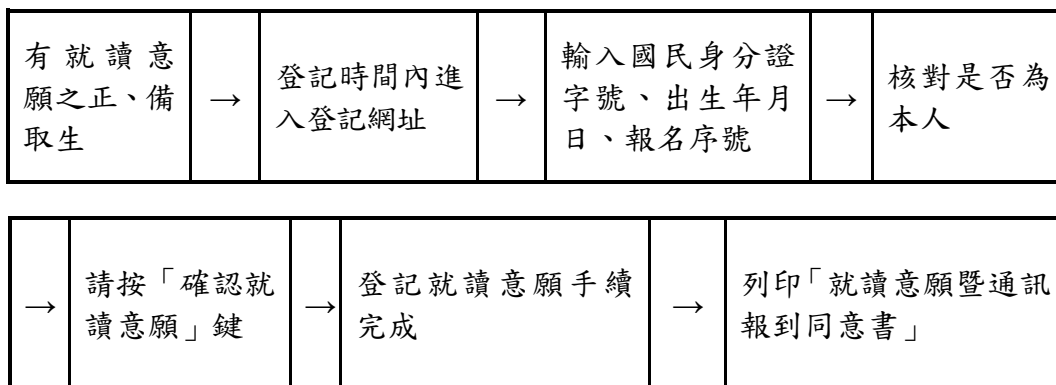 有就讀意
願之正、備
取生
→
登記時間內進
入登記網址
→
輸入國民身分證
字號、出生年月
日、報名序號
→
核對是否為
本人
→
請按「確認就
讀意願」鍵
→
登記就讀意願手續
完成
→
列印「就讀意願暨通訊
報到同意書」